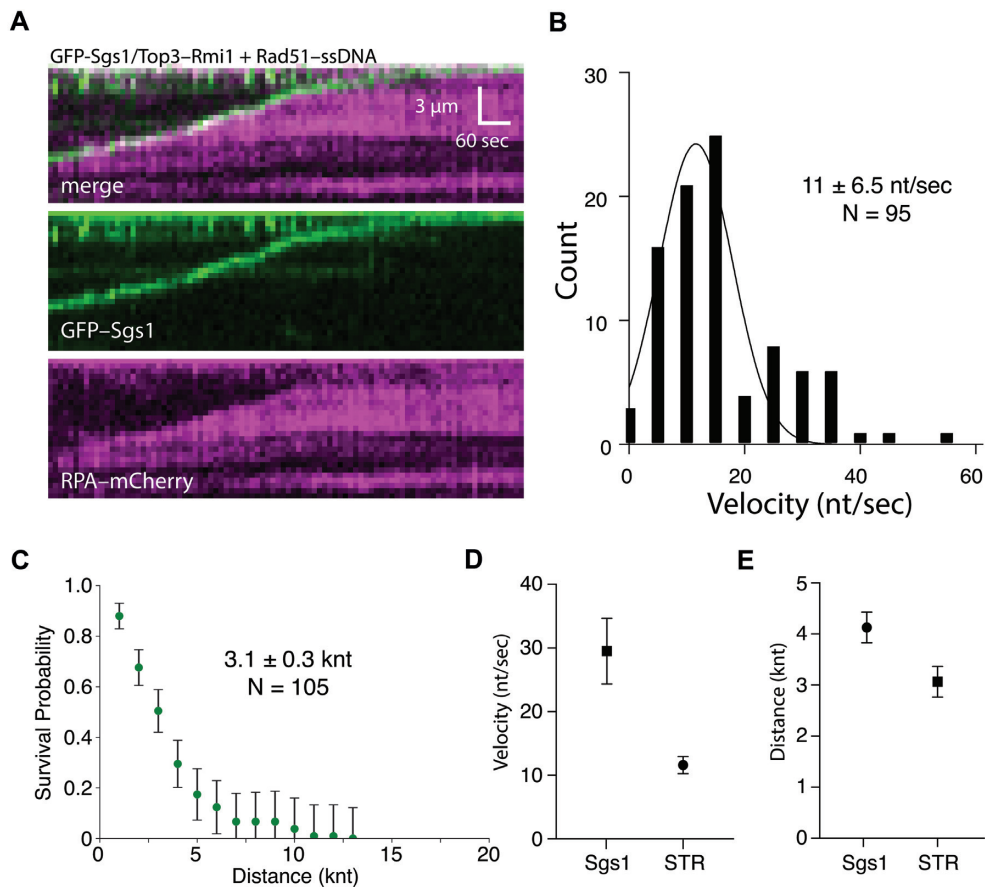 A
GFP-Sgs1/Top3–Rmi1 + Rad51–ssDNA
3 μm
60 sec
merge
GFP–Sgs1
RPA–mCherry
B
30
20
10
0
Count
11 ± 6.5 nt/sec
N = 95
0 20 40 60
Velocity (nt/sec)
C
1.0
0.8
0.6
0.4
0.2
0
Survival Probability
3.1 ± 0.3 knt
N = 105
0 5 10 15 20
Distance (knt)
D
40
30
20
10
0
Velocity (nt/sec)
Sgs1 STR
E
5
4
3
2
1
0
Distance (knt)
Sgs1 STR